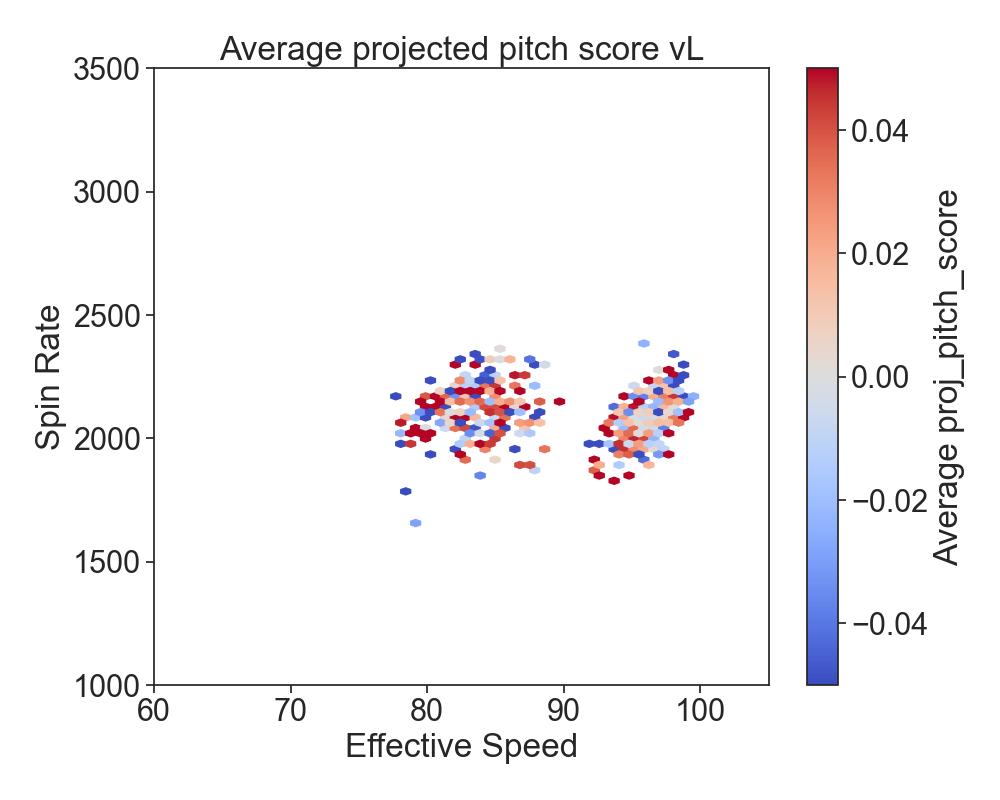 Average projected pitch score vL
3500
3000
2500
2000
1500
1000
Spin Rate
60 70 80 90 100
Effective Speed
0.04
0.02
0.00
−0.02
−0.04
Average proj_pitch_score